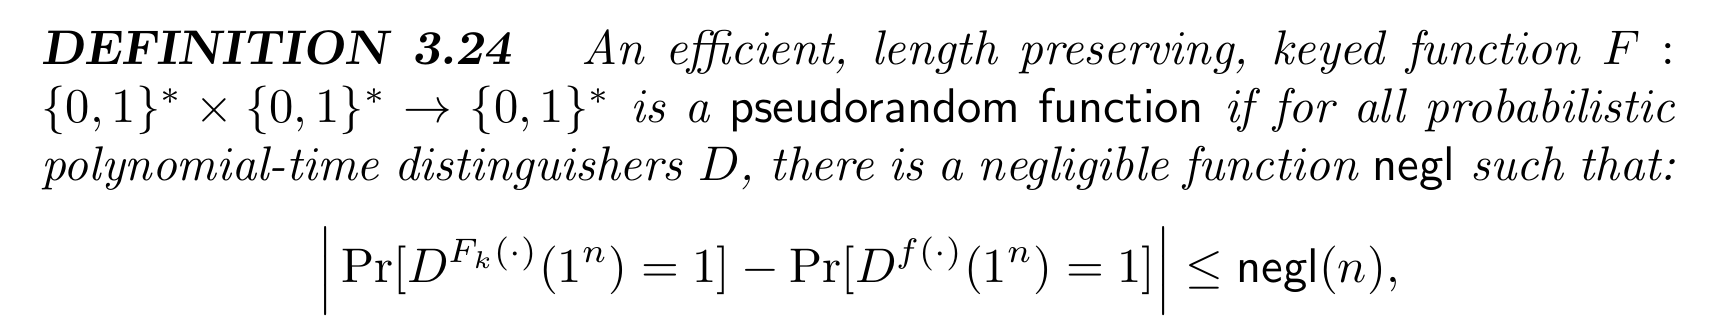 DEFINITION 3.24 An efficient, length preserving, keyed function F :
{0, 1}* × {0, 1}* → {0, 1}* is a pseudorandom function if for all probabilistic
polynomial-time distinguishers D, there is a negligible function negl such that:
|Pr[D^{F_k(·)}(1^n) = 1] − Pr[D^{f(·)}(1^n) = 1]| ≤ negl(n),